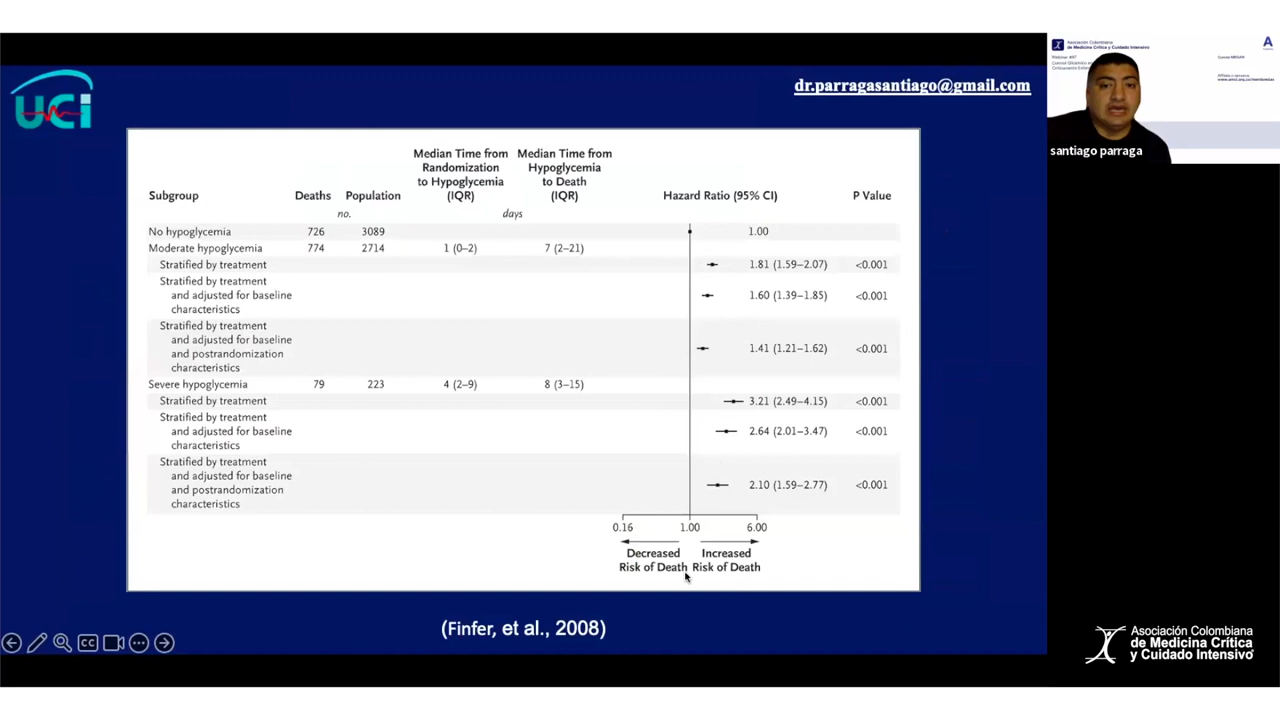 UCi
dr.parragasantiago@gmail.com
Asociación Colombiana
de Medicina Crítica y Cuidado Intensivo
santiago parraga
Median Time from Randomization to Hypoglycemia (IQR)
Median Time from Hypoglycemia to Death (IQR)
Subgroup Deaths Population Hazard Ratio (95% CI) P Value
no. days
No hypoglycemia 726 3089 1.00
Moderate hypoglycemia 774 2714 1 (0–2) 7 (2–21)
Stratified by treatment 1.81 (1.59–2.07) <0.001
Stratified by treatment
and adjusted for baseline 1.60 (1.39–1.85) <0.001
characteristics
Stratified by treatment
and adjusted for baseline
and postrandomization 1.41 (1.21–1.62) <0.001
characteristics
Severe hypoglycemia 79 223 4 (2–9) 8 (3–15)
Stratified by treatment 3.21 (2.49–4.15) <0.001
Stratified by treatment
and adjusted for baseline 2.64 (2.01–3.47) <0.001
characteristics
Stratified by treatment
and adjusted for baseline
and postrandomization 2.10 (1.59–2.77) <0.001
characteristics
0.16 1.00 6.00
Decreased Increased
Risk of Death Risk of Death
(Finfer, et al., 2008)
CC
Asociación Colombiana
de Medicina Crítica
y Cuidado Intensivo